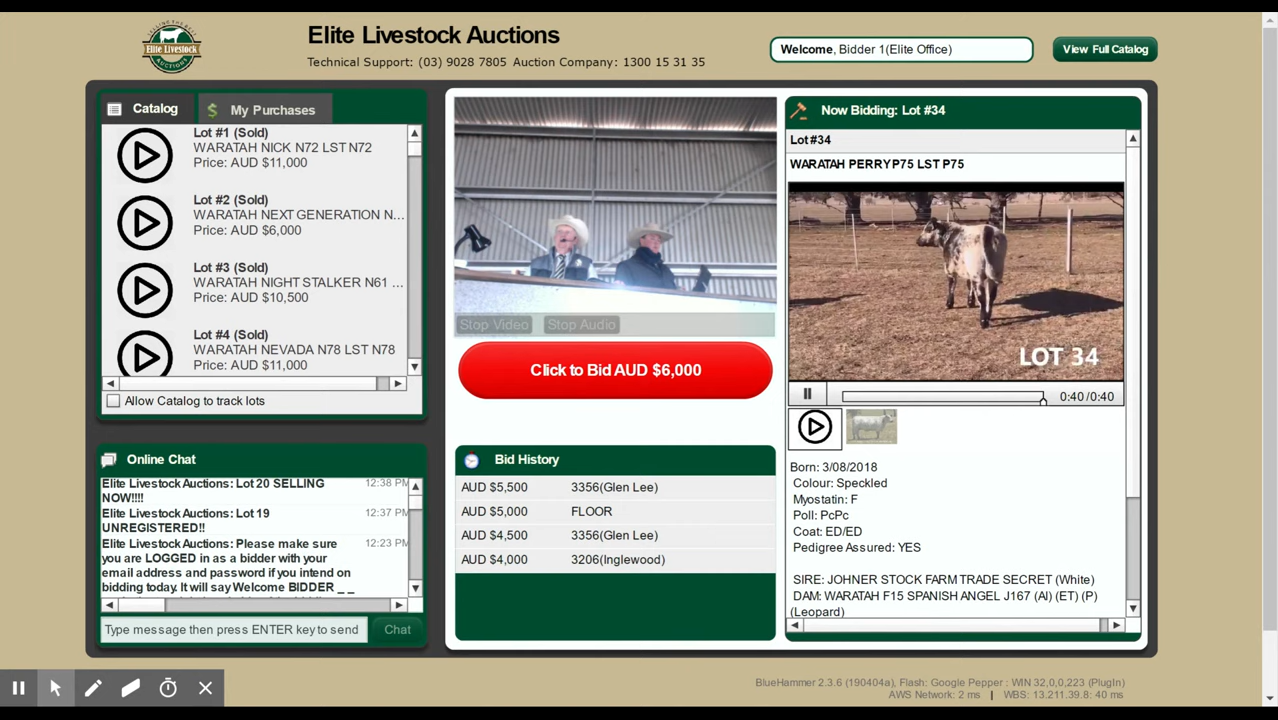 Elite Livestock
AUCTIONS
Elite Livestock Auctions
Technical Support: (03) 9028 7805 Auction Company: 1300 15 31 35
Welcome, Bidder 1(Elite Office)
View Full Catalog
Catalog
My Purchases
Lot #1 (Sold)
WARATAH NICK N72 LST N72
Price: AUD $11,000
Lot #2 (Sold)
WARATAH NEXT GENERATION N...
Price: AUD $6,000
Lot #3 (Sold)
WARATAH NIGHT STALKER N61 ...
Price: AUD $10,500
Lot #4 (Sold)
WARATAH NEVADA N78 LST N78
Price: AUD $11,000
Allow Catalog to track lots
Online Chat
Elite Livestock Auctions: Lot 20 SELLING 12:38 PM
NOW!!!!
Elite Livestock Auctions: Lot 19 12:37 PM
UNREGISTERED!!
Elite Livestock Auctions: Please make sure 12:23 PM
you are LOGGED in as a bidder with your
email address and password if you intend on
bidding today. It will say Welcome BIDDER _ _
Type message then press ENTER key to send
Chat
Stop Video
Stop Audio
Click to Bid AUD $6,000
Bid History
AUD $5,500 3356(Glen Lee)
AUD $5,000 FLOOR
AUD $4,500 3356(Glen Lee)
AUD $4,000 3206(Inglewood)
Now Bidding: Lot #34
Lot #34
WARATAH PERRY P75 LST P75
LOT 34
0:40/0:40
Born: 3/08/2018
Colour: Speckled
Myostatin: F
Poll: PcPc
Coat: ED/ED
Pedigree Assured: YES
SIRE: JOHNER STOCK FARM TRADE SECRET (White)
DAM: WARATAH F15 SPANISH ANGEL J167 (AI) (ET) (P)
(Leopard)
BlueHammer 2.3.6 (190404a), Flash: Google Pepper : WIN 32,0,0,223 (PlugIn)
AWS Network: 2 ms | WBS: 13.211.39.8: 40 ms